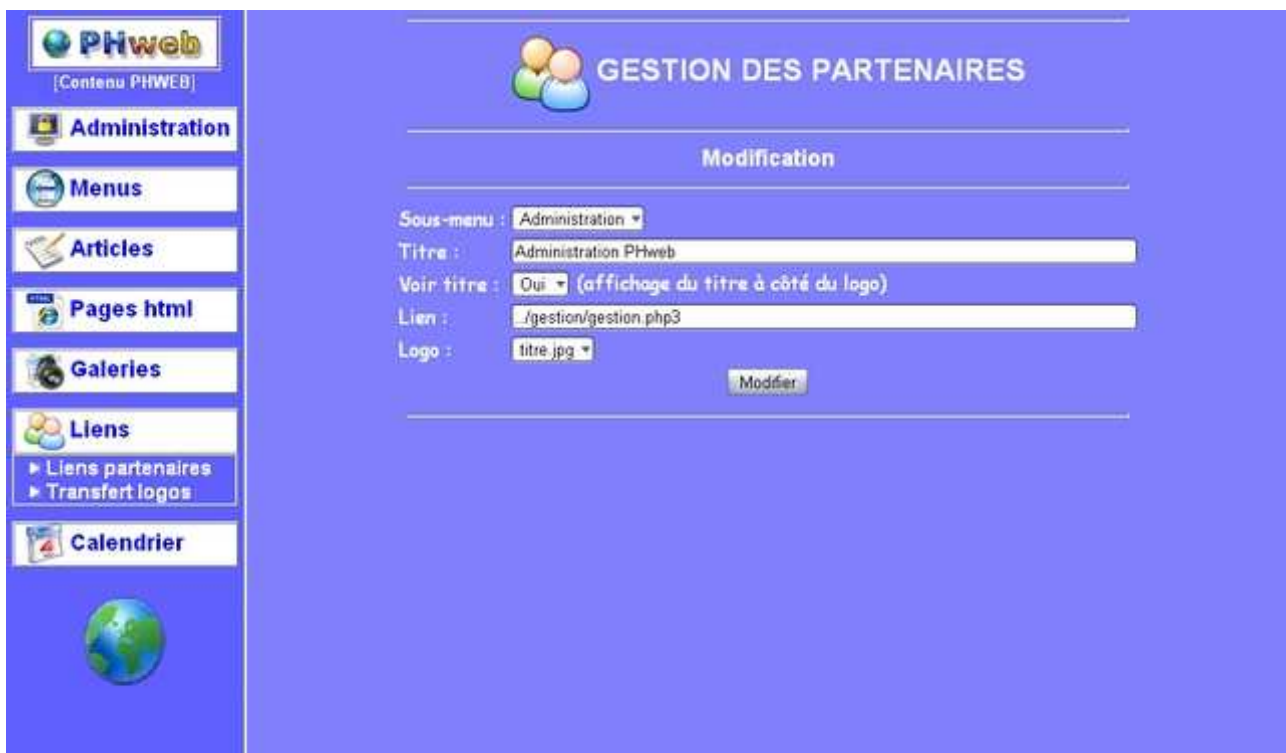 PHweb
[Contenu PHWEB]
Administration
Menus
Articles
Pages html
Galeries
Liens
Liens partenaires
Transfert logos
Calendrier
GESTION DES PARTENAIRES
Modification
Sous-menu : Administration
Titre : Administration PHweb
Voir titre : Oui (affichage du titre à côté du logo)
Lien : ../gestion/gestion.php3
Logo : titre.jpg
Modifier